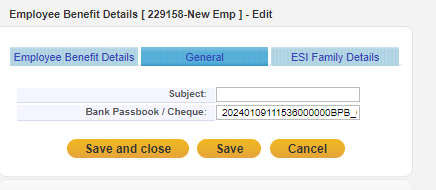 Employee Benefit Details [ 229158-New Emp ] - Edit
Employee Benefit Details General ESI Family Details
Subject:
Bank Passbook / Cheque: 20240109111536000000BPB_
Save and close Save Cancel